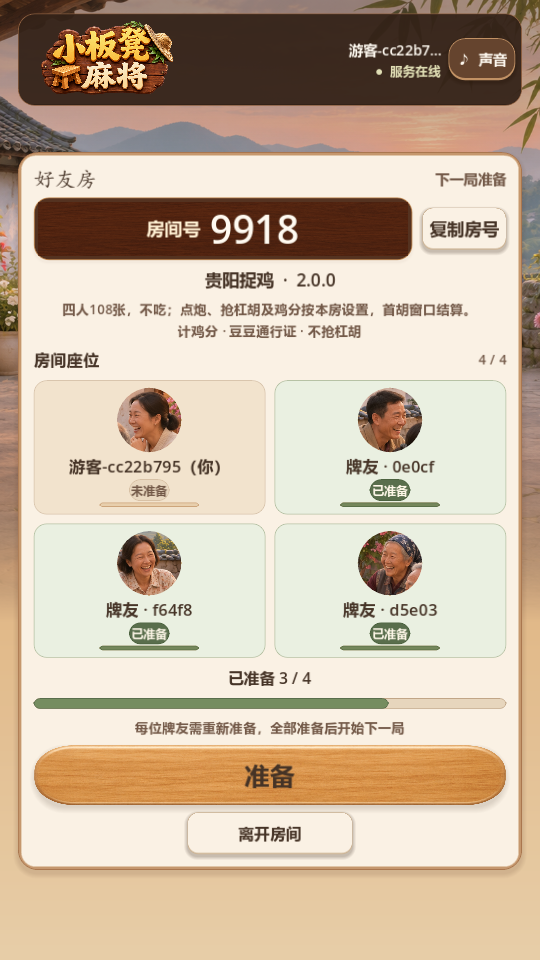 小板凳
麻将
游客-cc22b7...
服务在线
♪ 声音
好友房
下一局准备
房间号 9918
复制房号
贵阳捉鸡 · 2.0.0
四人108张，不吃；点炮、抢杠胡及鸡分按本房设置，首胡窗口结算。
计鸡分 · 豆豆通行证 · 不抢杠胡
房间座位
4 / 4
游客-cc22b795（你）
未准备
牌友 · 0e0cf
已准备
牌友 · f64f8
已准备
牌友 · d5e03
已准备
已准备 3 / 4
每位牌友需重新准备，全部准备后开始下一局
准备
离开房间